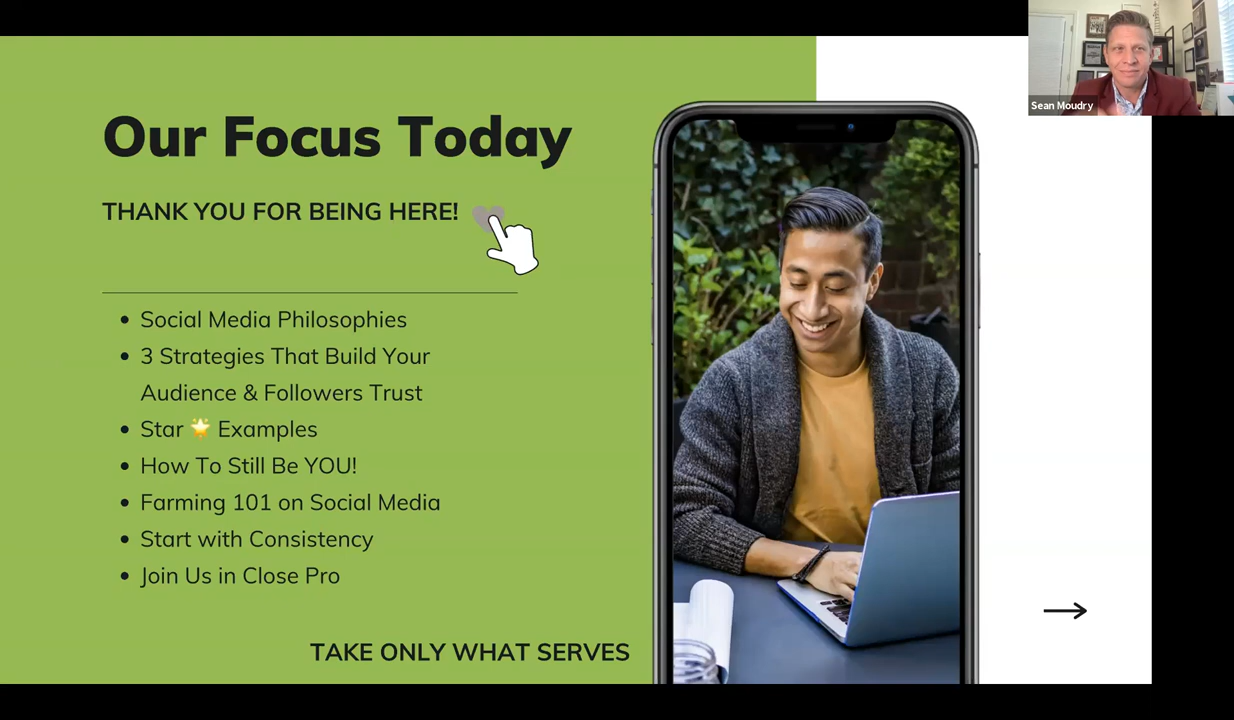 Sean Moudry
Our Focus Today
THANK YOU FOR BEING HERE!
• Social Media Philosophies
• 3 Strategies That Build Your
Audience & Followers Trust
• Star 🌟 Examples
• How To Still Be YOU!
• Farming 101 on Social Media
• Start with Consistency
• Join Us in Close Pro
TAKE ONLY WHAT SERVES